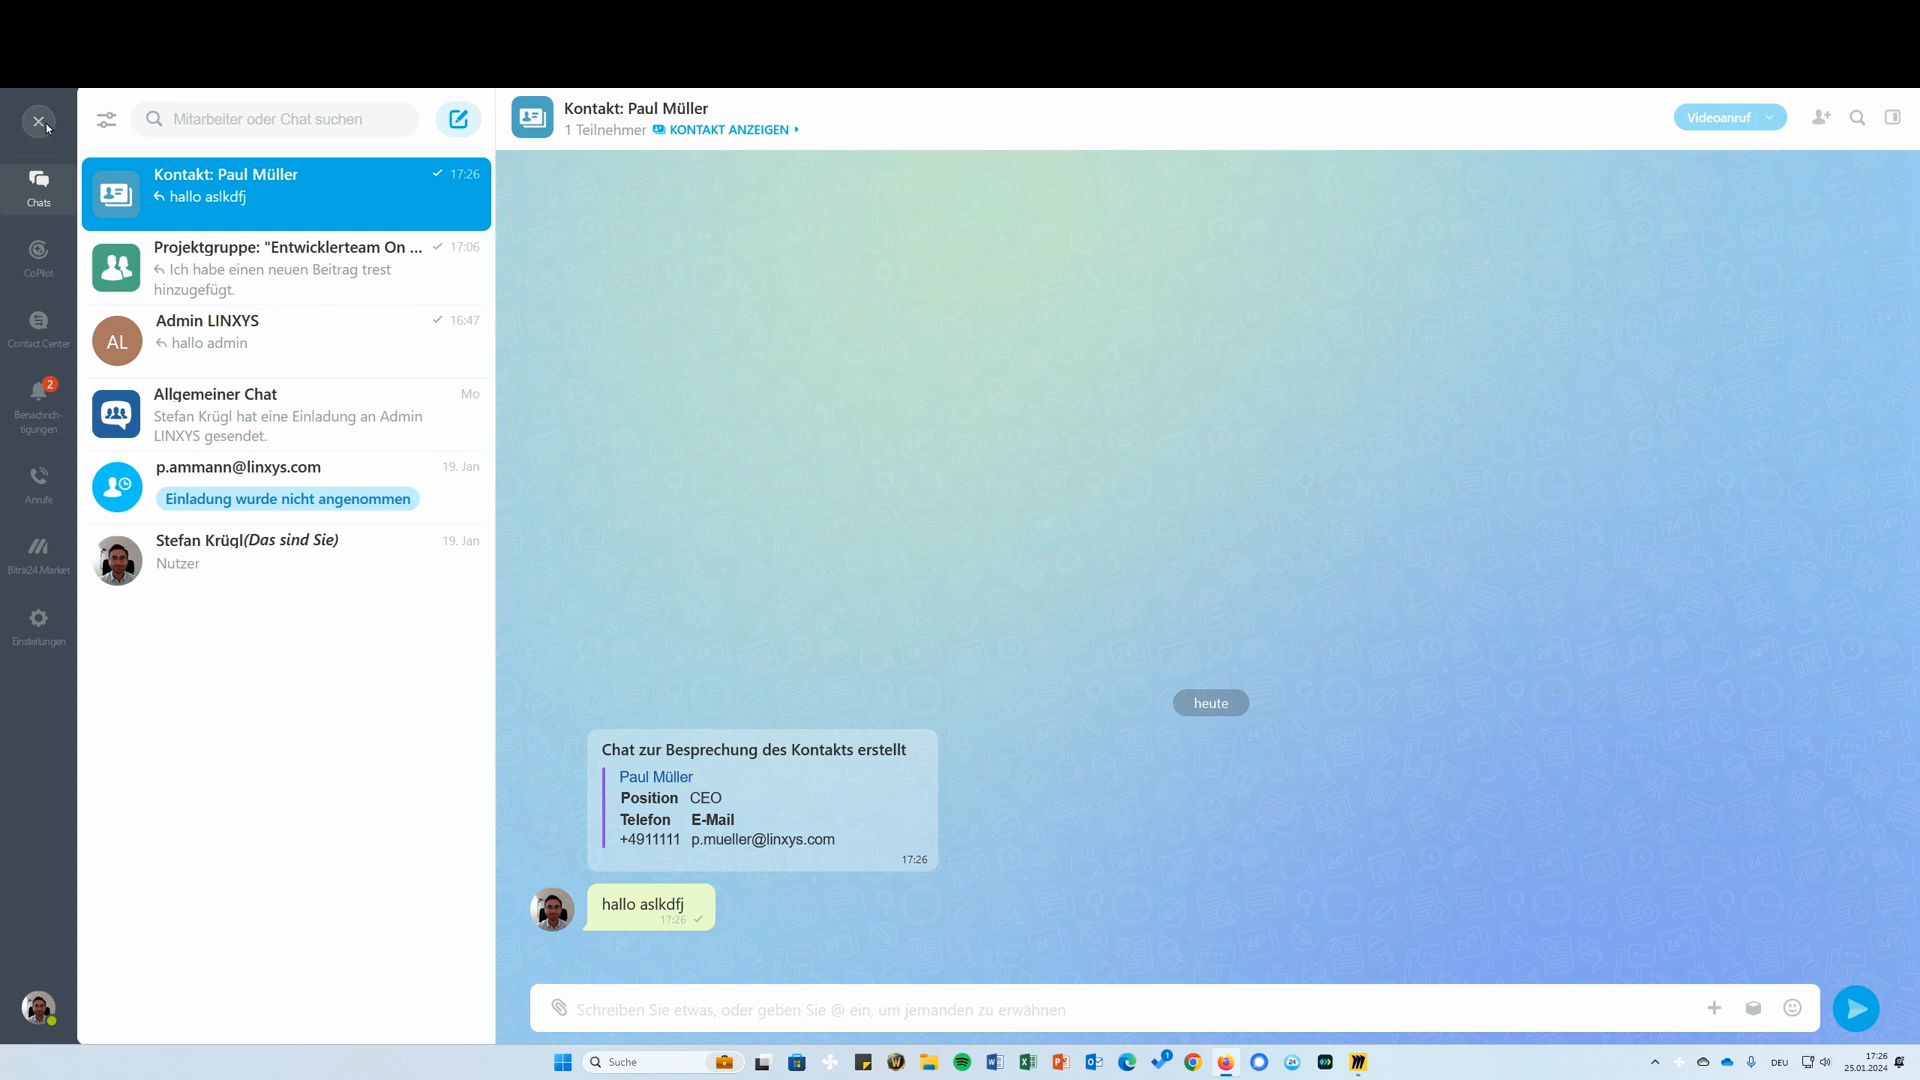 Mitarbeiter oder Chat suchen
Kontakt: Paul Müller
1 Teilnehmer KONTAKT ANZEIGEN
Videoanruf
Chats
CoPilot
Contact Center
2
Benachrich-
tigungen
Anrufe
Bitrix24.Market
Einstellungen
Kontakt: Paul Müller 17:26
hallo aslkdfj
Projektgruppe: "Entwicklerteam On ... 17:06
Ich habe einen neuen Beitrag trest
hinzugefügt.
AL
Admin LINXYS 16:47
hallo admin
Allgemeiner Chat Mo
Stefan Krügl hat eine Einladung an Admin
LINXYS gesendet.
p.ammann@linxys.com 19. Jan
Einladung wurde nicht angenommen
Stefan Krügl(Das sind Sie) 19. Jan
Nutzer
heute
Chat zur Besprechung des Kontakts erstellt
Paul Müller
Position CEO
Telefon E-Mail
+4911111 p.mueller@linxys.com
17:26
hallo aslkdfj
17:26
Schreiben Sie etwas, oder geben Sie @ ein, um jemanden zu erwähnen
Suche
1
24
DEU
17:26
25.01.2024